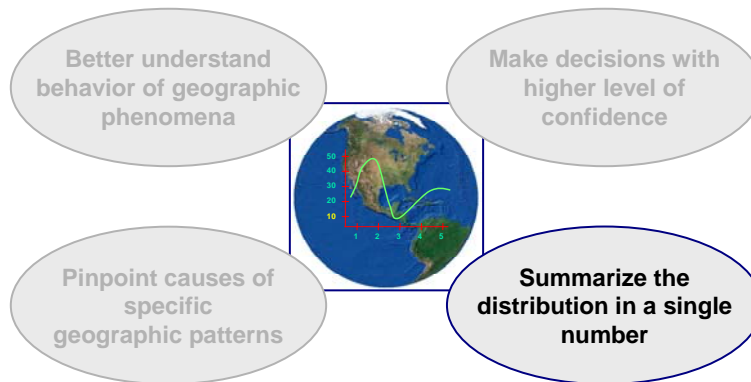 Better understand
behavior of geographic
phenomena
Make decisions with
higher level of
confidence
50
40
30
20
10
1 2 3 4 5
Pinpoint causes of
specific
geographic patterns
Summarize the
distribution in a single
number